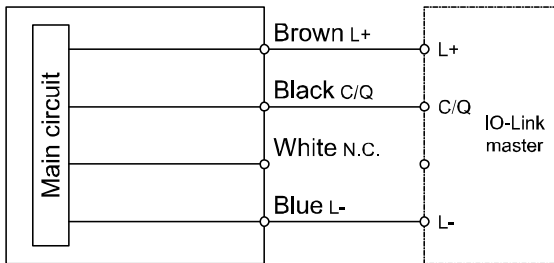 Main circuit
Brown L+
Black C/Q
White N.C.
Blue L-
L+
C/Q
L-
IO-Link
master